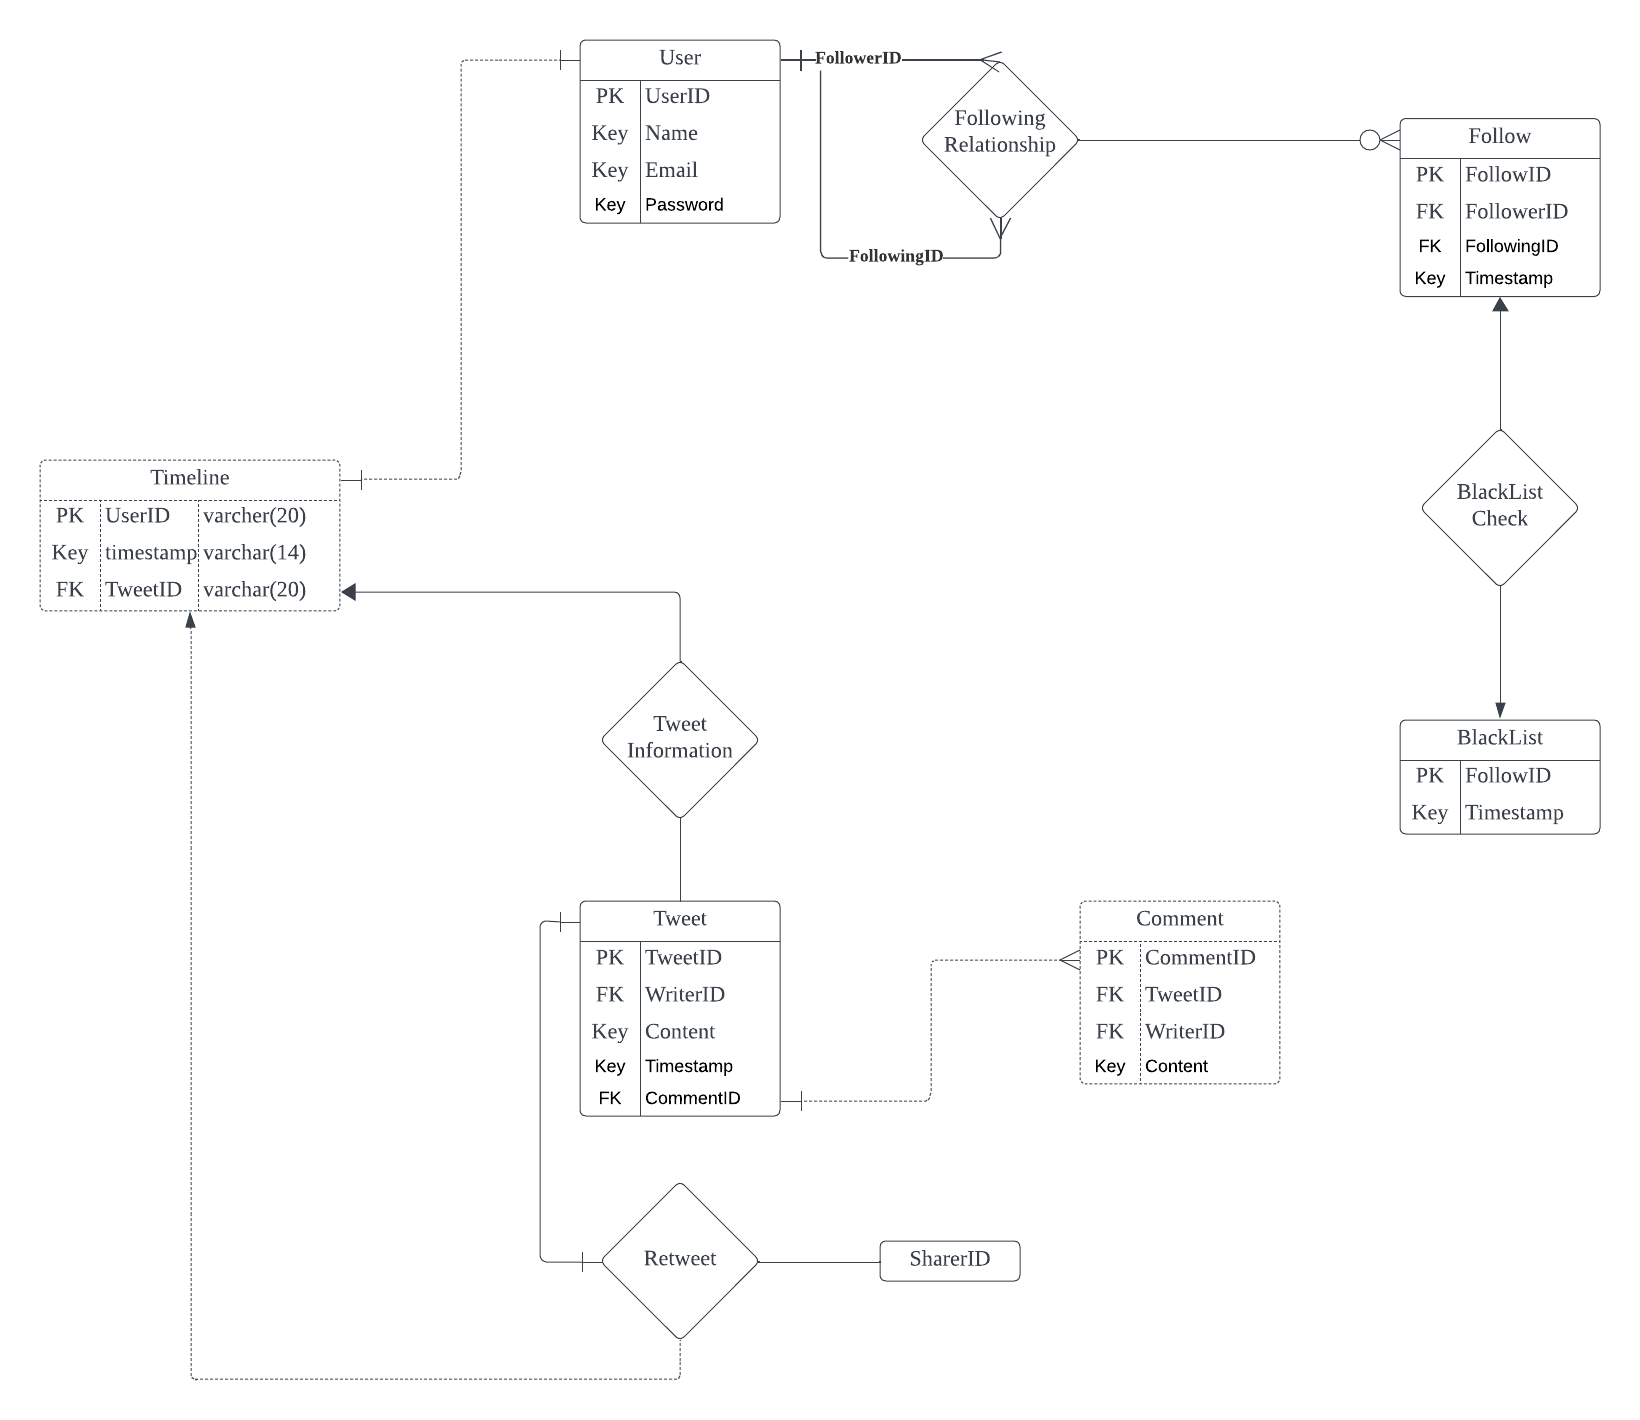 User
PK UserID
Key Name
Key Email
Key Password
FollowerID
Following
Relationship
FollowingID
Follow
PK FollowID
FK FollowerID
FK FollowingID
Key Timestamp
Timeline
PK UserID varcher(20)
Key timestamp varchar(14)
FK TweetID varchar(20)
BlackList
Check
Tweet
Information
BlackList
PK FollowID
Key Timestamp
Tweet
PK TweetID
FK WriterID
Key Content
Key Timestamp
FK CommentID
Comment
PK CommentID
FK TweetID
FK WriterID
Key Content
Retweet
SharerID